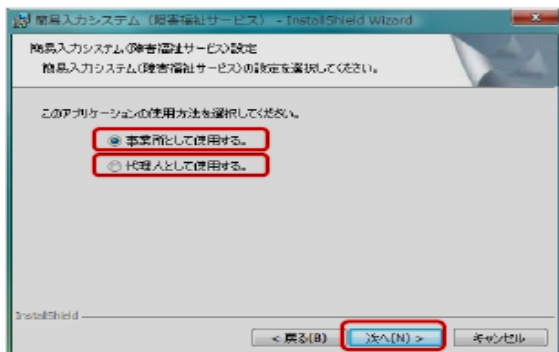 簡易入力システム（障害福祉サービス） - InstallShield Wizard
簡易入力システム(障害福祉サービス)設定
簡易入力システム(障害福祉サービス)の設定を選択してください。
このアプリケーションの使用方法を選択してください。
事業所として使用する。
代理人として使用する。
InstallShield
< 戻る(B)
次へ(N) >
キャンセル